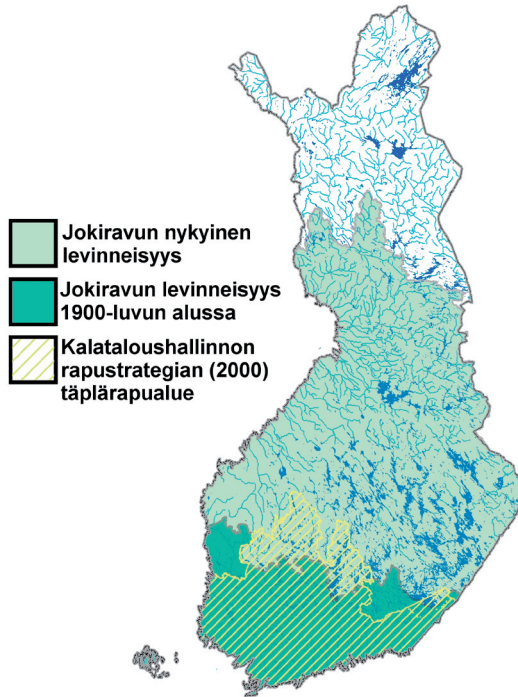 Jokiravun nykyinen
levinneisyys
Jokiravun levinneisyys
1900-luvun alussa
Kalataloushallinnon
rapustrategian (2000)
täplärapualue